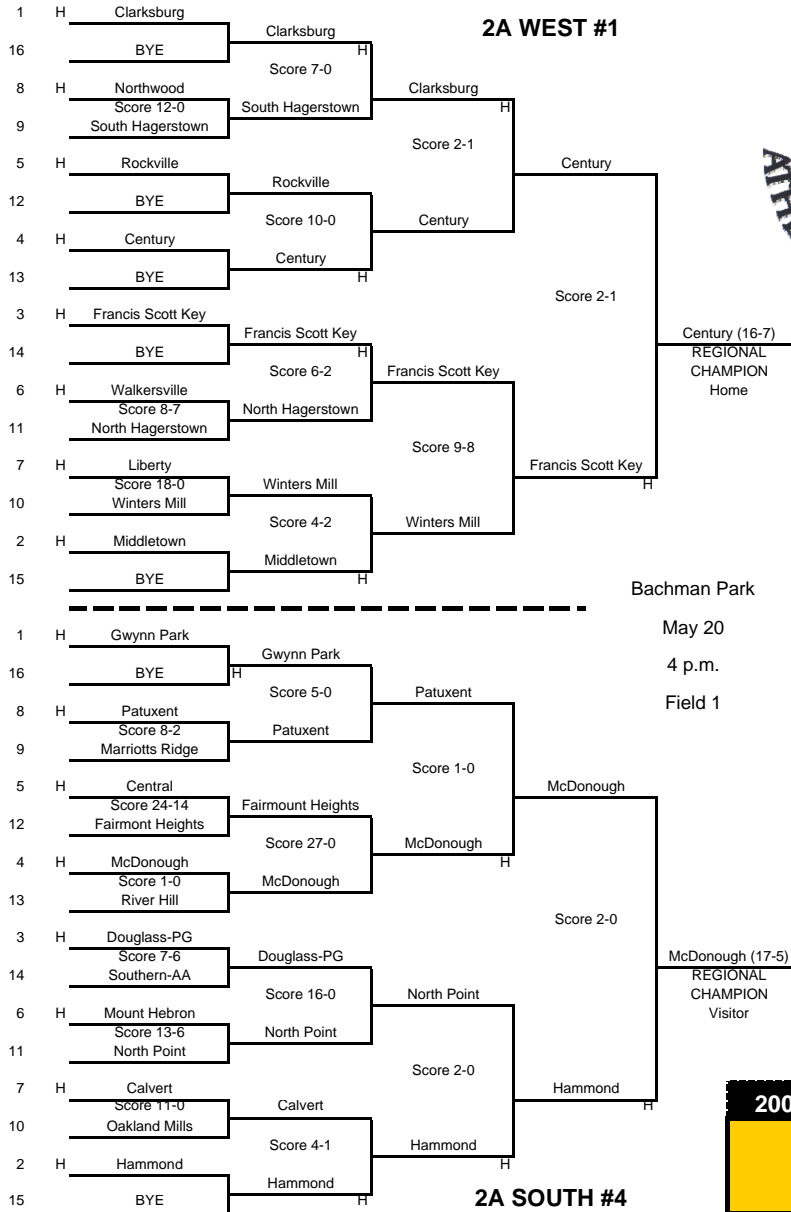 2A WEST #1
1 H Clarksburg
16 BYE
Clarksburg
H
Score 7-0
8 H Northwood
Score 12-0
9 South Hagerstown
South Hagerstown
Clarksburg
H
Score 2-1
5 H Rockville
12 BYE
Rockville
Score 10-0
4 H Century
13 BYE
Century
H
Century
Century
Score 2-1
3 H Francis Scott Key
14 BYE
Francis Scott Key
H
Score 6-2
6 H Walkersville
Score 8-7
11 North Hagerstown
North Hagerstown
Francis Scott Key
Score 9-8
7 H Liberty
Score 18-0
10 Winters Mill
Winters Mill
Score 4-2
2 H Middletown
15 BYE
Middletown
H
Winters Mill
Francis Scott Key
H
Century (16-7)
REGIONAL
CHAMPION
Home
Bachman Park
May 20
4 p.m.
Field 1
1 H Gwynn Park
16 BYE
Gwynn Park
H
Score 5-0
8 H Patuxent
Score 8-2
9 Marriotts Ridge
Patuxent
Patuxent
Score 1-0
5 H Central
Score 24-14
12 Fairmont Heights
Fairmount Heights
Score 27-0
4 H McDonough
Score 1-0
13 River Hill
McDonough
McDonough
H
McDonough
Score 2-0
3 H Douglass-PG
Score 7-6
14 Southern-AA
Douglass-PG
Score 16-0
6 H Mount Hebron
Score 13-6
11 North Point
North Point
North Point
Score 2-0
7 H Calvert
Score 11-0
10 Oakland Mills
Calvert
Score 4-1
2 H Hammond
15 BYE
Hammond
H
Hammond
H
Hammond
H
McDonough (17-5)
REGIONAL
CHAMPION
Visitor
2A SOUTH #4